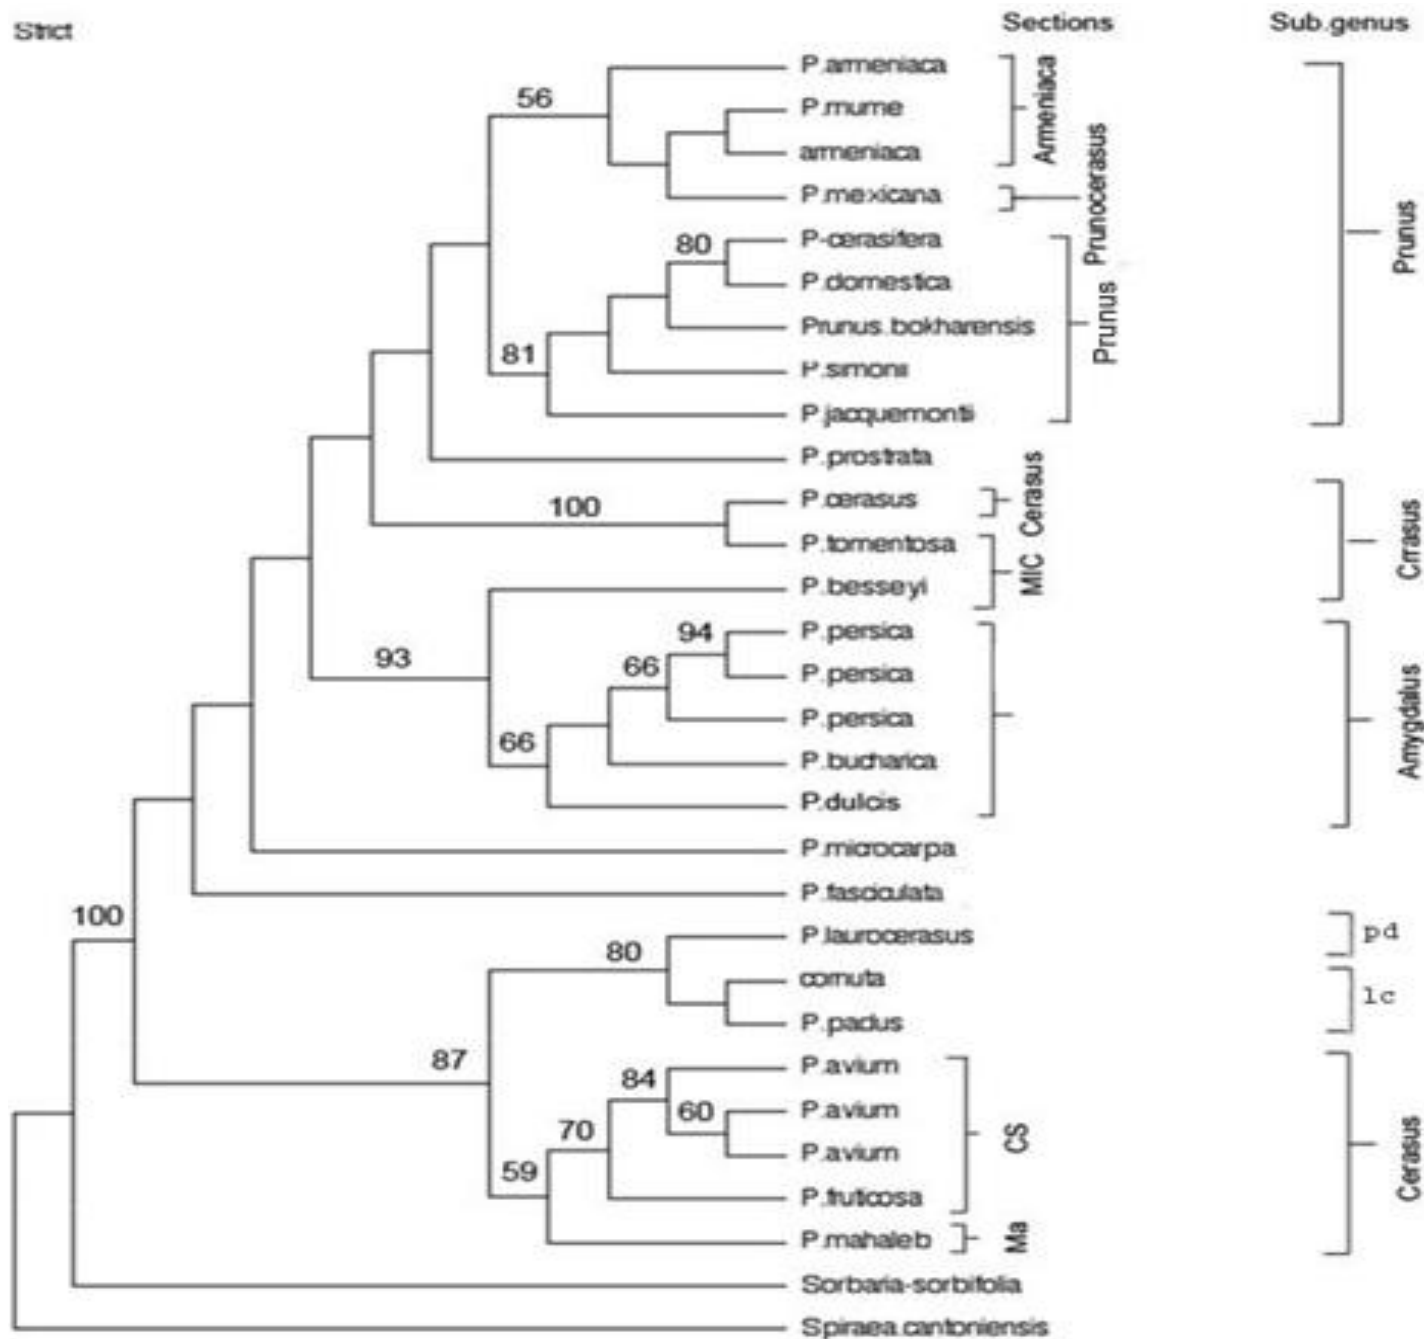 Strict
Sections
Sub.genus
P.armeniaca
56
P.mume
armeniaca
P.mexicana
Armeniaca
Prunocerasus
80
P-cerasifera
P.domestica
Prunus.bokharensis
81
P.simonii
P.jacquemontii
Prunus
Prunus
P.prostrata
100
P.cerasus
Cerasus
P.tomentosa
MIC
P.besseyi
Crrasus
93
94
P.persica
66
P.persica
P.persica
66
P.bucharica
P.dulcis
Amygdalus
P.microcarpa
P.fasciculata
100
80
P.laurocerasus
pd
cornuta
lc
P.padus
87
84
P.avium
60
P.avium
70
P.avium
CS
59
P.fruticosa
P.mahaleb
Ma
Cerasus
Sorbaria-sorbifolia
Spiraea.cantoniensis